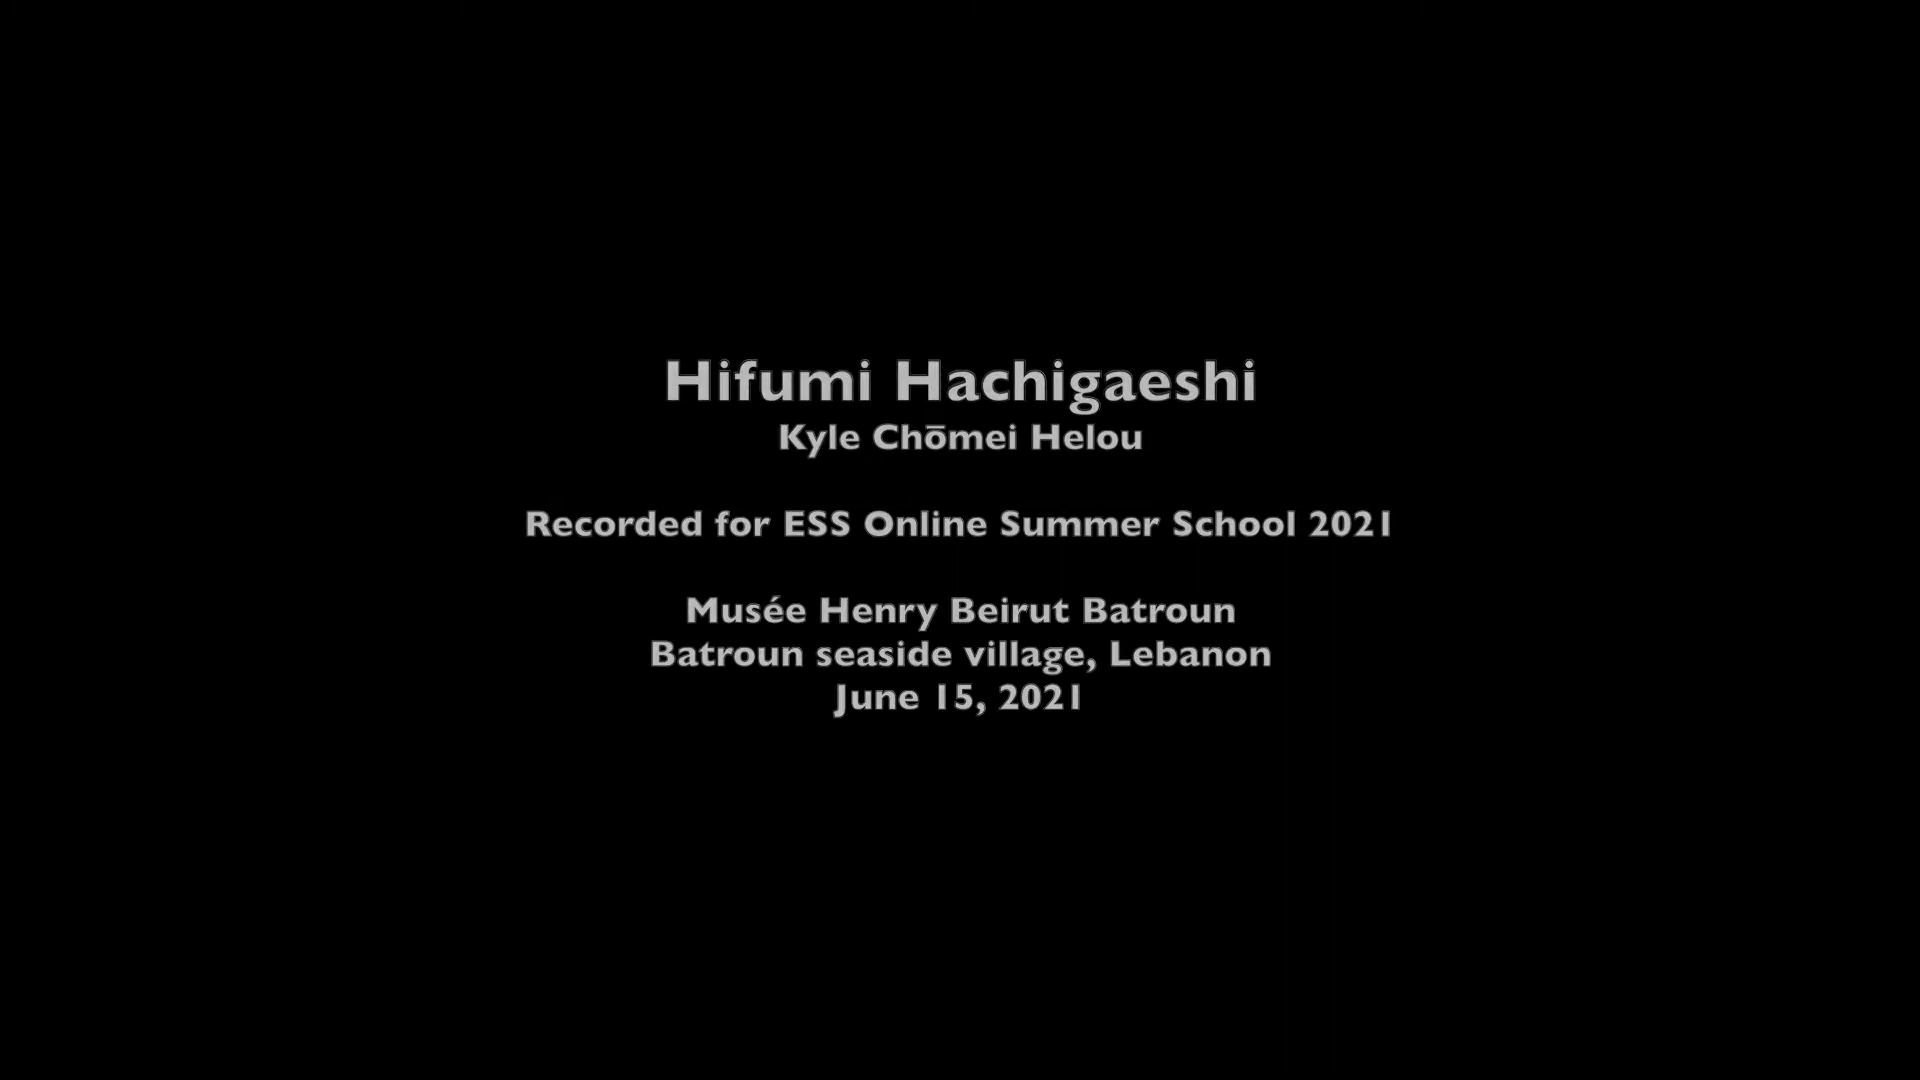 Hifumi Hachigaeshi
Kyle Chōmei Helou
Recorded for ESS Online Summer School 2021
Musée Henry Beirut Batroun
Batroun seaside village, Lebanon
June 15, 2021